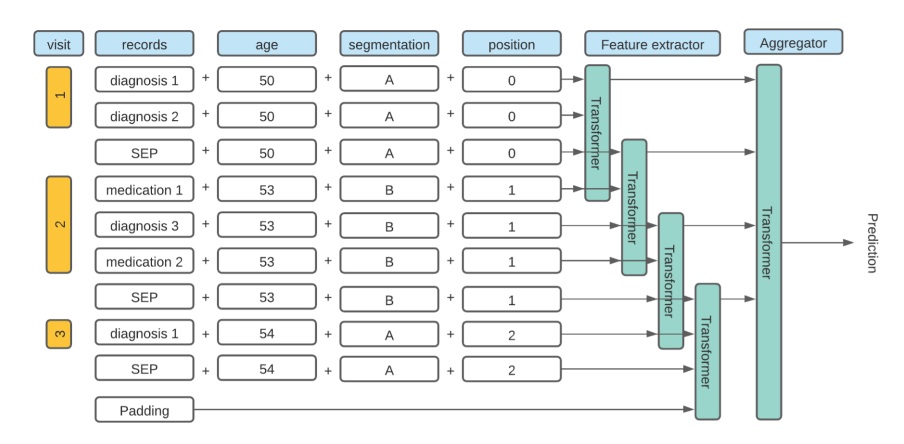 visit records age segmentation position Feature extractor Aggregator
1
diagnosis 1 + 50 + A + 0
diagnosis 2 + 50 + A + 0
SEP + 50 + A + 0
2
medication 1 + 53 + B + 1
diagnosis 3 + 53 + B + 1
medication 2 + 53 + B + 1
SEP + 53 + B + 1
3
diagnosis 1 + 54 + A + 2
SEP + 54 + A + 2
Padding
Transformer
Transformer
Transformer
Transformer
Transformer
Prediction